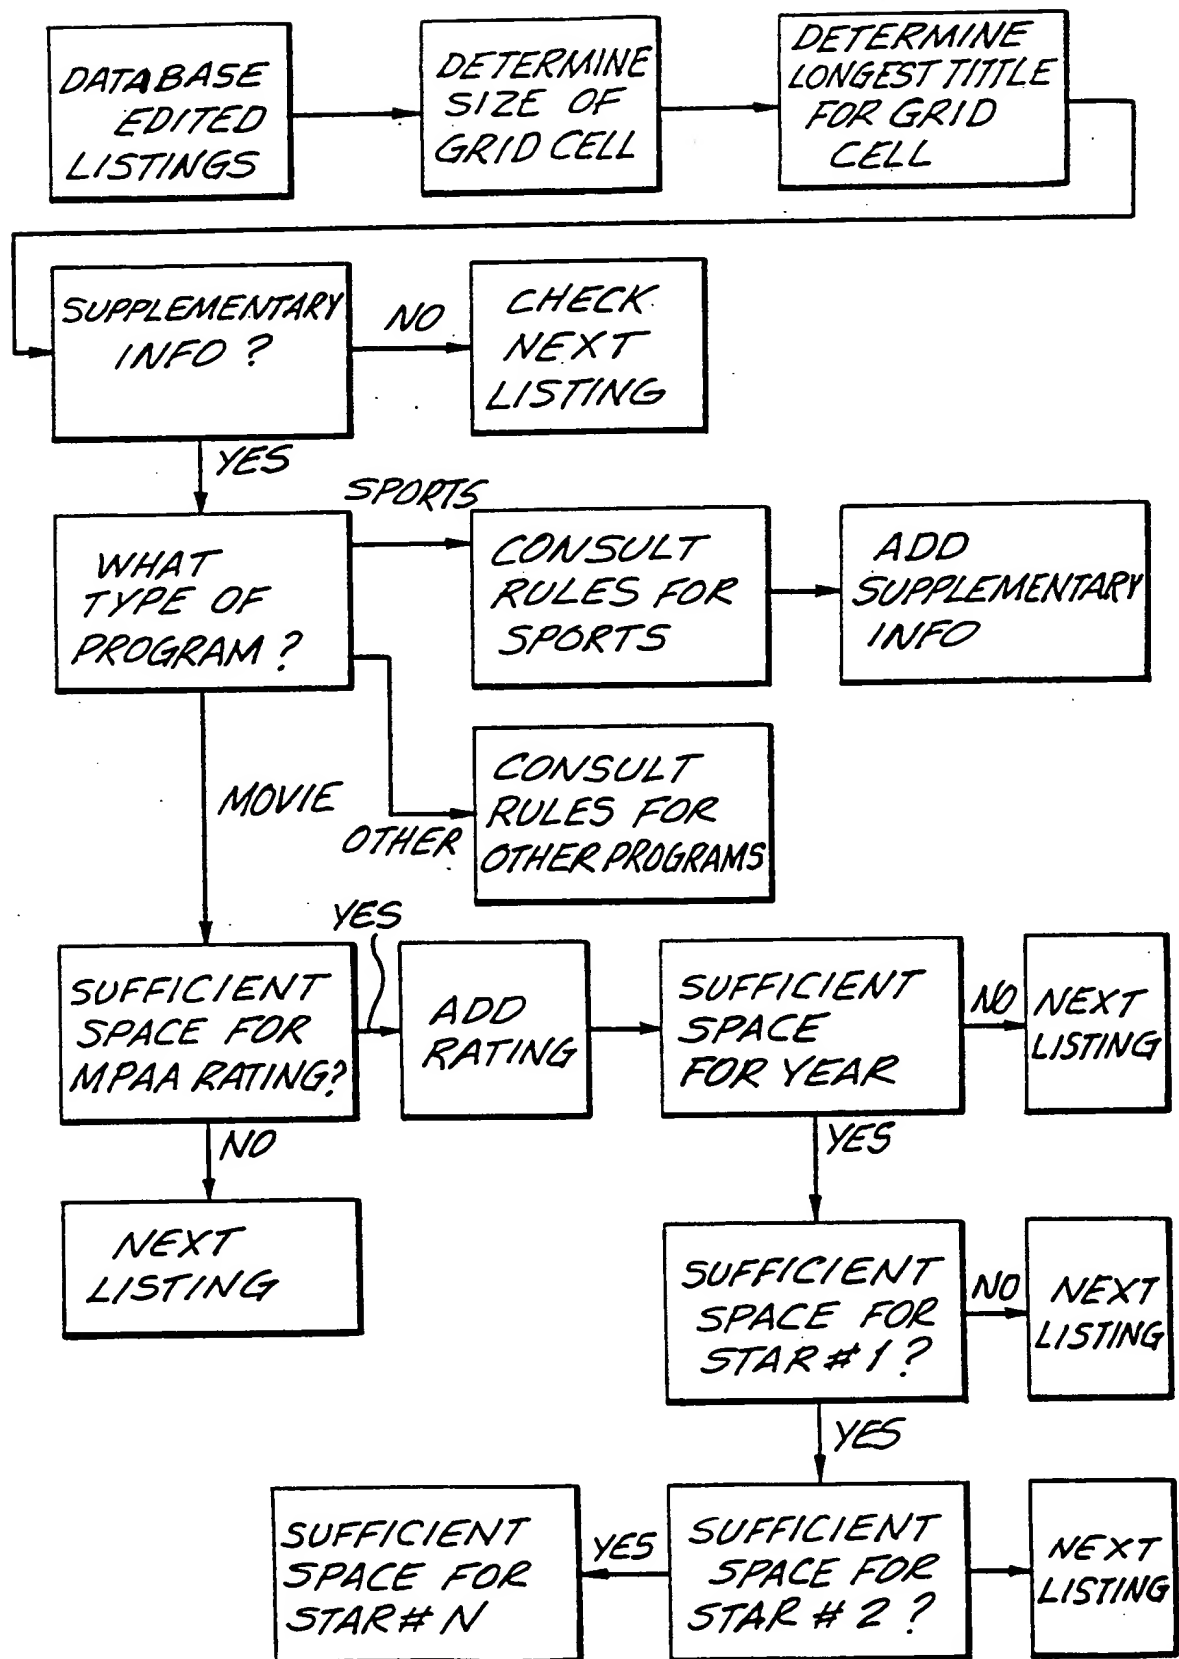 DATABASE
EDITED
LISTINGS
DETERMINE
SIZE OF
GRID CELL
DETERMINE
LONGEST TITTLE
FOR GRID
CELL
SUPPLEMENTARY
INFO ?
NO
CHECK
NEXT
LISTING
YES
WHAT
TYPE OF
PROGRAM ?
SPORTS
CONSULT
RULES FOR
SPORTS
ADD
SUPPLEMENTARY
INFO
MOVIE
OTHER
CONSULT
RULES FOR
OTHER PROGRAMS
SUFFICIENT
SPACE FOR
MPAA RATING?
YES
ADD
RATING
SUFFICIENT
SPACE
FOR YEAR
NO
NEXT
LISTING
NO
NEXT
LISTING
YES
SUFFICIENT
SPACE FOR
STAR # 1 ?
NO
NEXT
LISTING
YES
SUFFICIENT
SPACE FOR
STAR # 2 ?
NEXT
LISTING
YES
SUFFICIENT
SPACE FOR
STAR # N